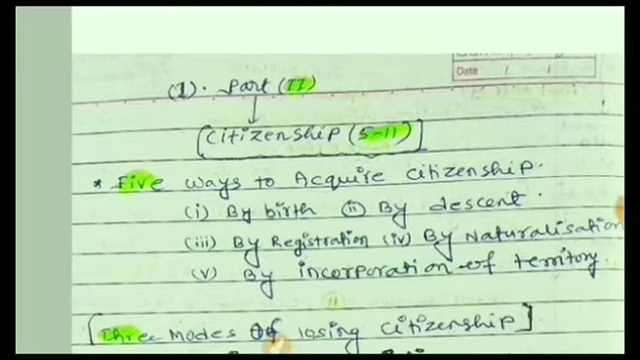 Date / /
(1). Part (II)
[Citizenship (5-11)]
* Five ways to Acquire citizenship.
(i) By birth (ii) By descent.
(iii) By Registration (iv) By Naturalisation
(v) By incorporation of territory.
[Three Modes Of losing citizenship]